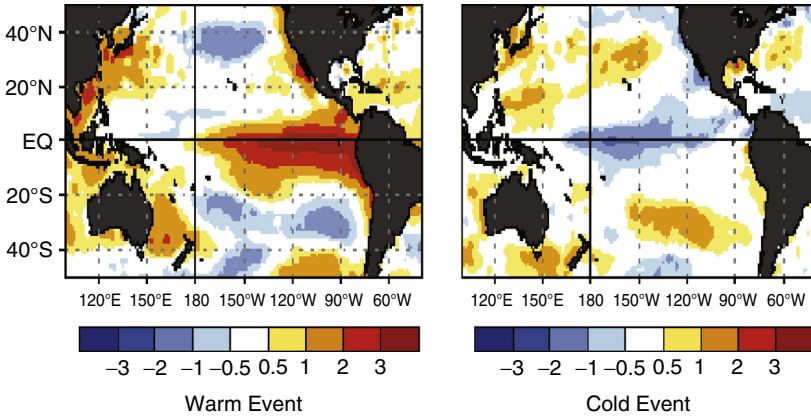 40°N
20°N
EQ
20°S
40°S
120°E 150°E 180 150°W 120°W 90°W 60°W
120°E 150°E 180 150°W 120°W 90°W 60°W
−3 −2 −1 −0.5 0.5 1 2 3
−3 −2 −1 −0.5 0.5 1 2 3
Warm Event
Cold Event